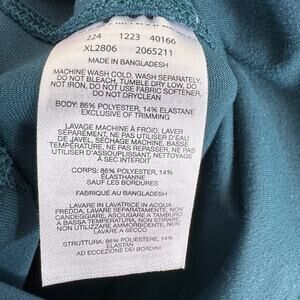 224 1223 40166
XL2806 2065211
MADE IN BANGLADESH
MACHINE WASH COLD, WASH SEPARATELY,
DO NOT BLEACH, TUMBLE DRY LOW, DO
NOT IRON, DO NOT USE FABRIC SOFTENER,
DO NOT DRYCLEAN
BODY: 86% POLYESTER, 14% ELASTANE
EXCLUSIVE OF TRIMMING
LAVAGE MACHINE À FROID, LAVER
SÉPARÉMENT, NE PAS UTILISER D'EAU
DE JAVEL, SÉCHAGE MACHINE, BASSE
TEMPÉRATURE, NE PAS REPASSER, NE PAS
UTILISER D'ASSOUPLISSANT, NETTOYAGE
À SEC INTERDIT
CORPS: 86% POLYESTER, 14%
ÉLASTHANNE
SAUF LES BORDURES
FABRIQUÉ AU BANGLADESH
LAVARE IN LAVATRICE IN ACQUA
FREDDA, LAVARE SEPARATAMENTE, NON
CANDEGGIARE, ASCIUGARE A TAMBURO
A BASSA TEMPERATURA, NON STIRARE,
NON UTILIZZARE AMMORBIDENTE, NON
LAVARE A SECCO
STRUTTURA: 86% POLIESTERE, 14%
ELASTAN
AD ECCEZIONE DEI BORDINI